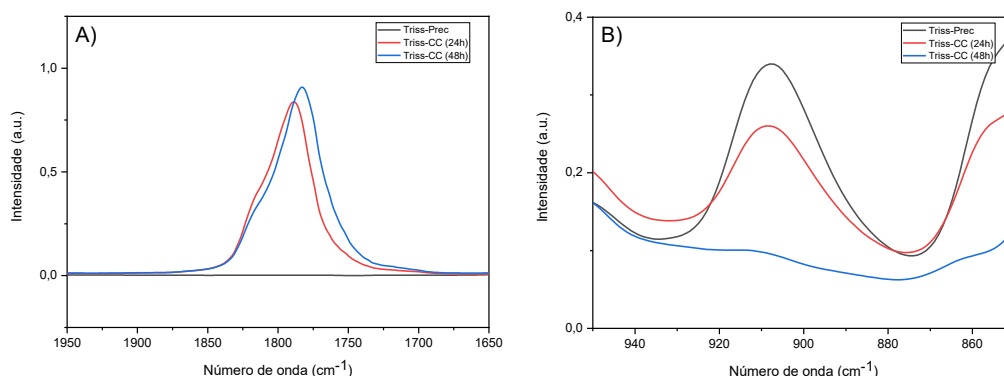 A)
Triss-Prec
Triss-CC (24h)
Triss-CC (48h)
Intensidade (a.u.)
1,0
0,5
0,0
1950 1900 1850 1800 1750 1700 1650
Número de onda (cm-1)
B)
Triss-Prec
Triss-CC (24h)
Triss-CC (48h)
Intensidade (a.u.)
0,4
0,2
0,0
940 920 900 880 860
Número de onda (cm-1)